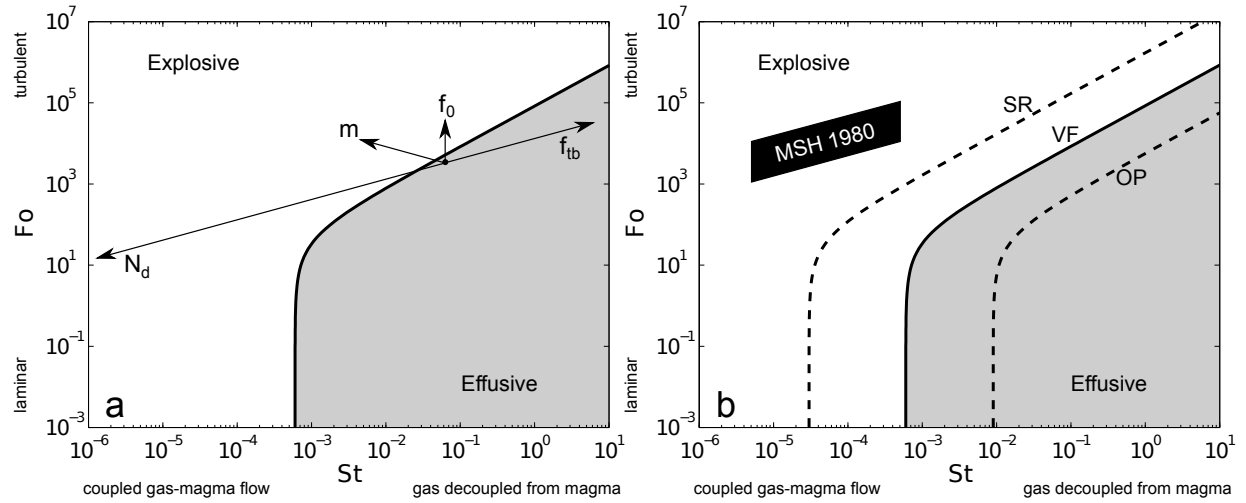 turbulent
Fo
laminar
10^7
10^5
10^3
10^1
10^−1
10^−3
Explosive
f_0
m
f_tb
N_d
Effusive
a
10^−6
10^−5
10^−4
10^−3
10^−2
10^−1
10^0
10^1
St
coupled gas-magma flow
gas decoupled from magma
turbulent
Fo
laminar
10^7
10^5
10^3
10^1
10^−1
10^−3
Explosive
MSH 1980
SR
VF
OP
Effusive
b
10^−6
10^−5
10^−4
10^−3
10^−2
10^−1
10^0
10^1
St
coupled gas-magma flow
gas decoupled from magma